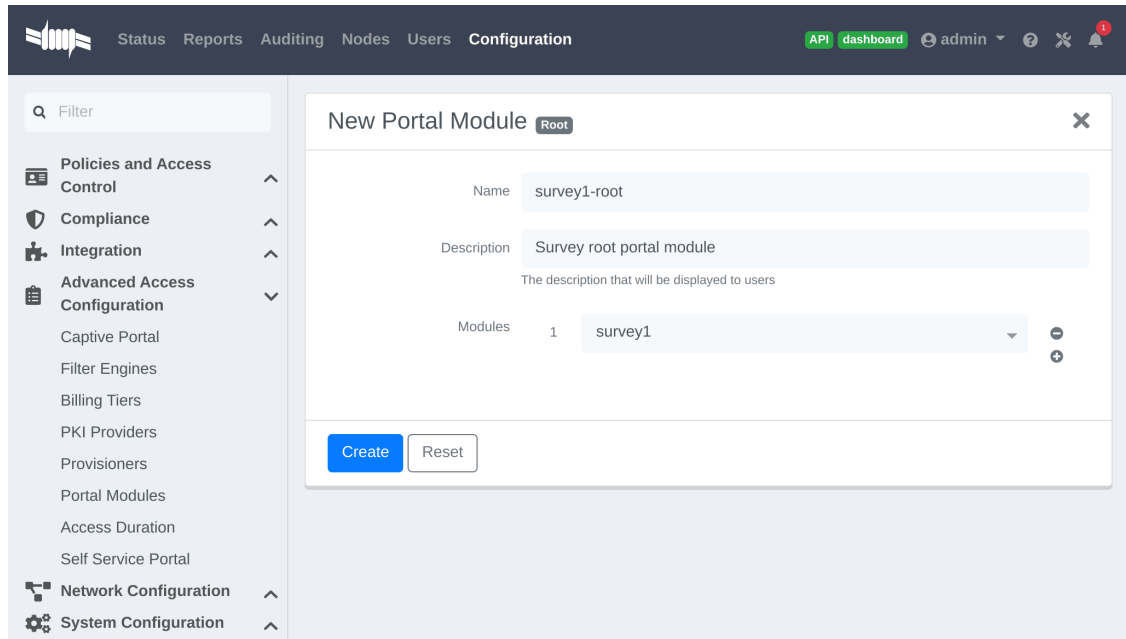 Status Reports Auditing Nodes Users Configuration API dashboard admin 1
Filter
Policies and Access
Control
Compliance
Integration
Advanced Access
Configuration
Captive Portal
Filter Engines
Billing Tiers
PKI Providers
Provisioners
Portal Modules
Access Duration
Self Service Portal
Network Configuration
System Configuration
New Portal Module Root
Name survey1-root
Description Survey root portal module
The description that will be displayed to users
Modules 1 survey1
Create Reset